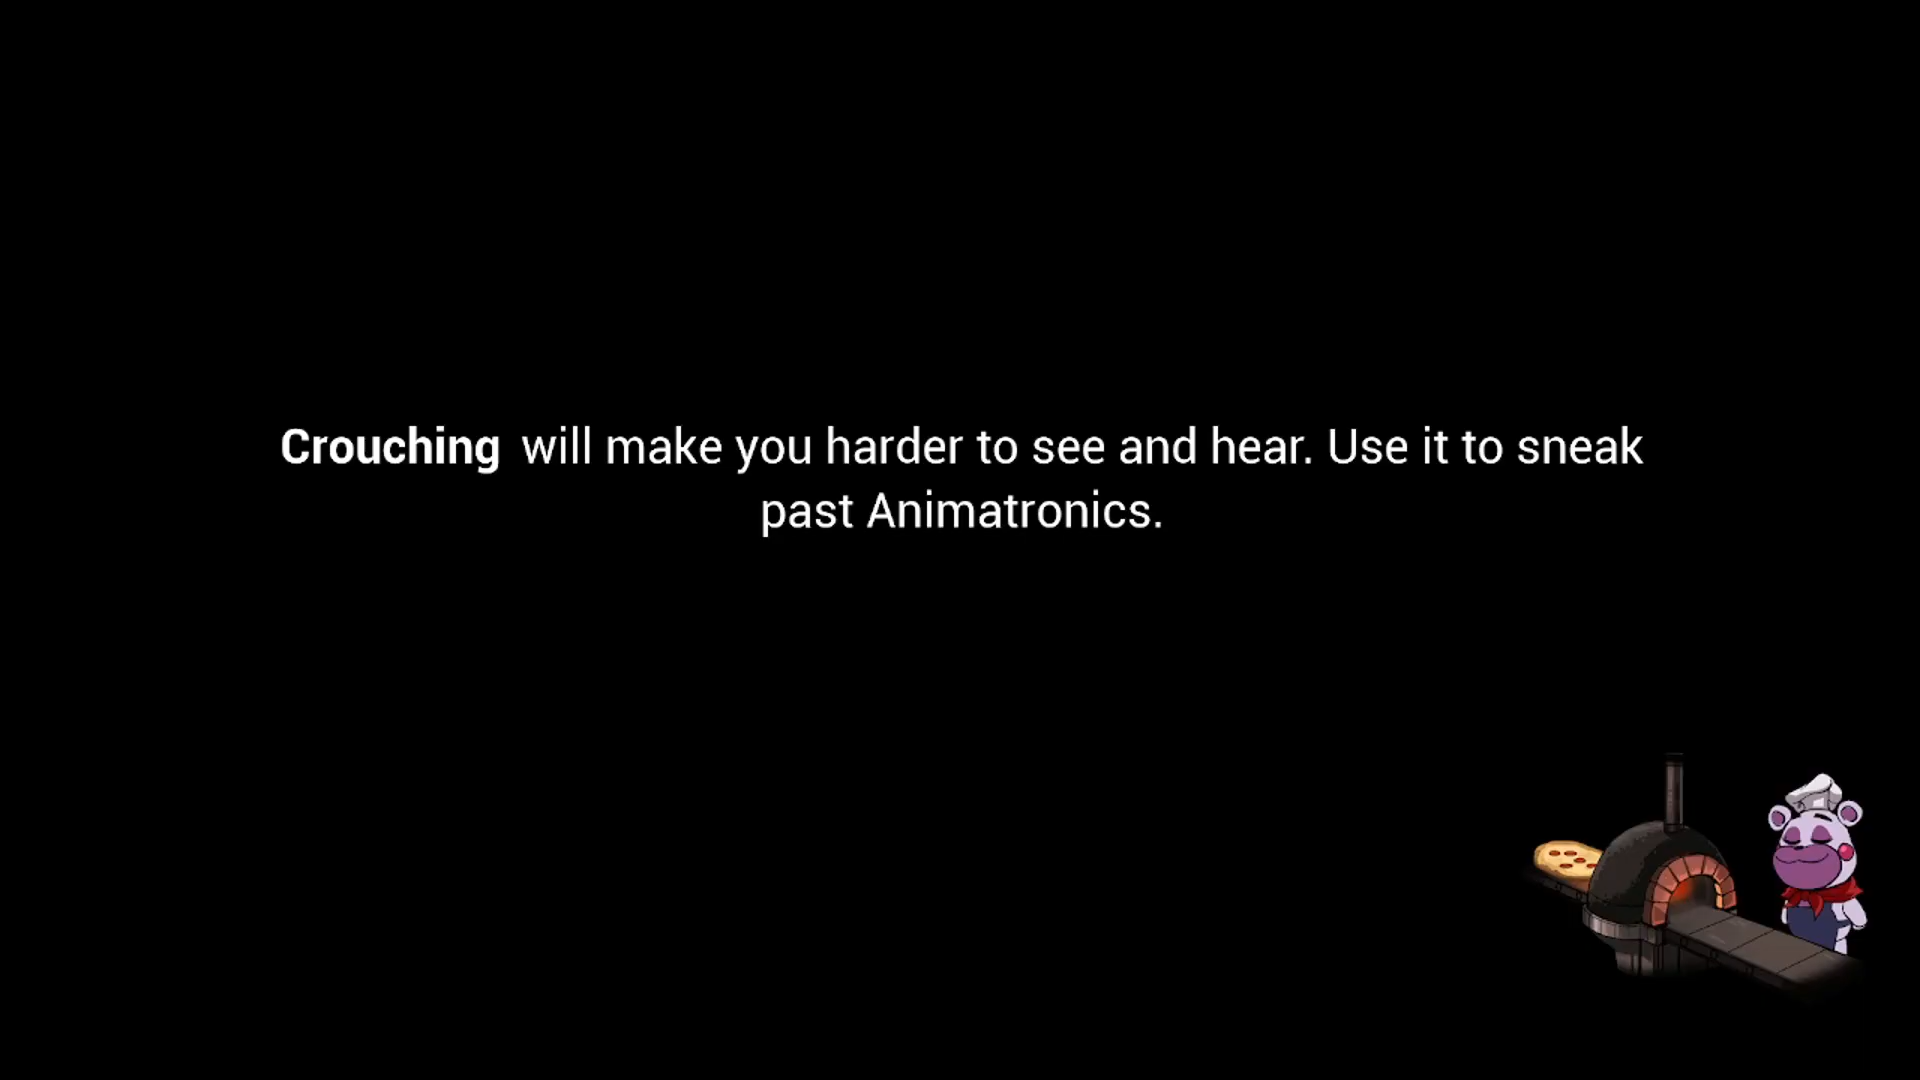 Crouching will make you harder to see and hear. Use it to sneak
past Animatronics.